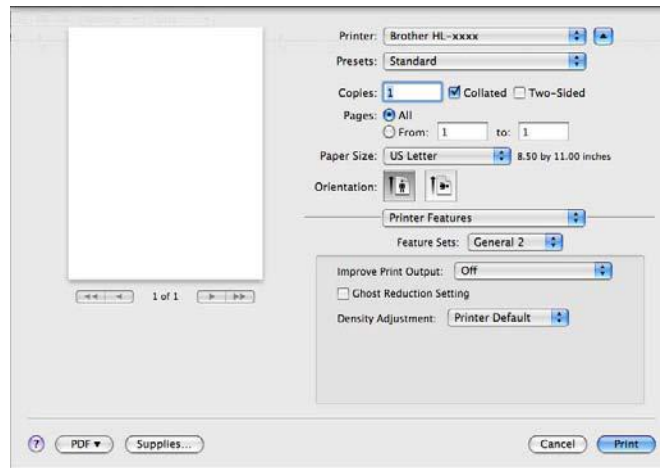 Printer: Brother HL-xxxx
Presets: Standard
Copies: 1 Collated Two-Sided
Pages: All
From: 1 to: 1
Paper Size: US Letter 8.50 by 11.00 inches
Orientation:
Printer Features
Feature Sets: General 2
Improve Print Output: Off
Ghost Reduction Setting
Density Adjustment: Printer Default
1 of 1
? PDF Supplies... Cancel Print